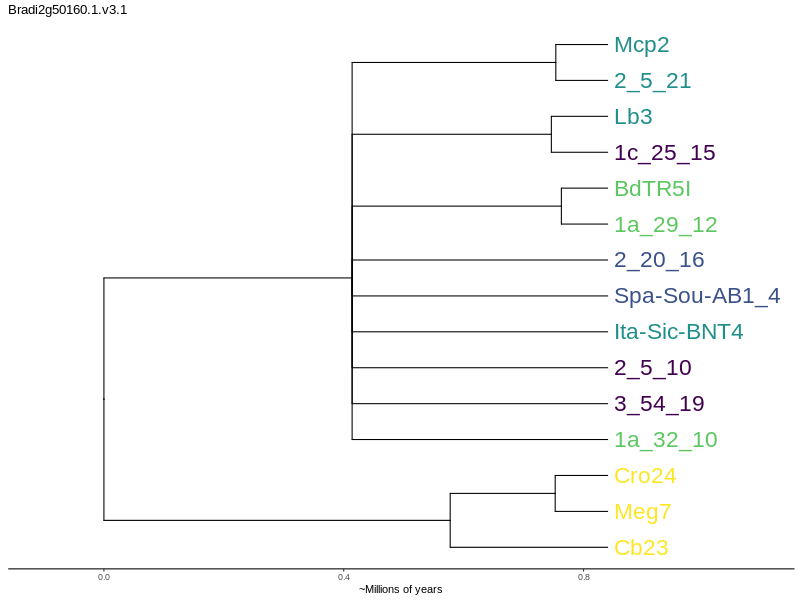 Bradi2g50160.1.v3.1
Mcp2
2_5_21
Lb3
1c_25_15
BdTR5I
1a_29_12
2_20_16
Spa-Sou-AB1_4
Ita-Sic-BNT4
2_5_10
3_54_19
1a_32_10
Cro24
Meg7
Cb23
0.0 0.4 0.8
~Millions of years